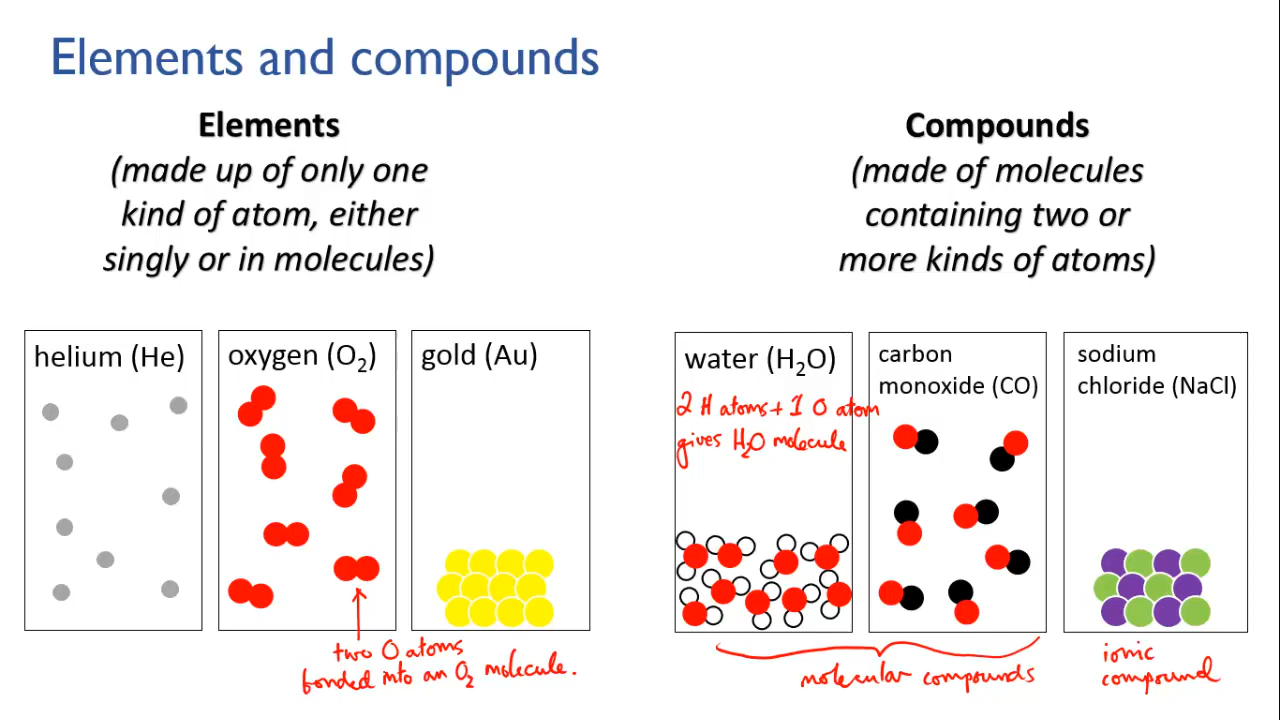 Elements and compounds
Elements
(made up of only one
kind of atom, either
singly or in molecules)
Compounds
(made of molecules
containing two or
more kinds of atoms)
helium (He)
oxygen (O₂)
gold (Au)
two O atoms
bonded into an O₂ molecule.
water (H₂O)
2 H atoms + 1 O atom
gives H₂O molecule
carbon
monoxide (CO)
sodium
chloride (NaCl)
molecular compounds
ionic
compound